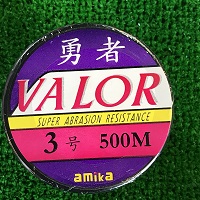 勇者
VALOR
SUPER ABRASION RESISTANCE
3号 500M
amika